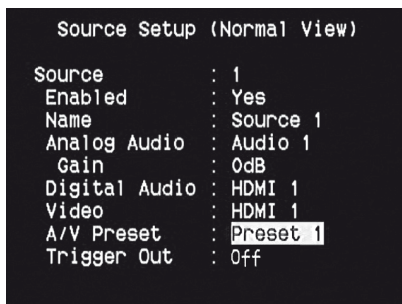 Source Setup (Normal View)
Source : 1
Enabled : Yes
Name : Source 1
Analog Audio : Audio 1
Gain : 0dB
Digital Audio : HDMI 1
Video : HDMI 1
A/V Preset : Preset 1
Trigger Out : Off